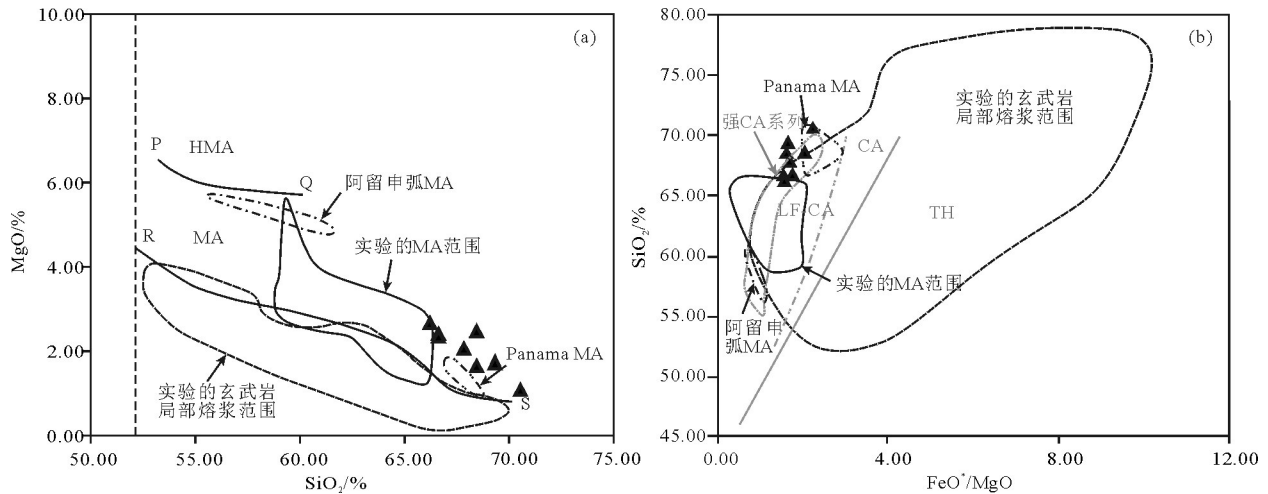 10.00
8.00
6.00
4.00
2.00
0.00
MgO/%
50.00
55.00
60.00
65.00
70.00
75.00
SiO2/%
(a)
P
HMA
Q
阿留申弧MA
R
MA
实验的MA范围
Panama MA
S
实验的玄武岩
局部熔浆范围
80.00
75.00
70.00
65.00
60.00
55.00
50.00
45.00
SiO2/%
0.00
4.00
8.00
12.00
FeO*/MgO
(b)
Panama MA
强CA系列
CA
实验的玄武岩
局部熔浆范围
LF CA
TH
实验的MA范围
阿留申
弧MA